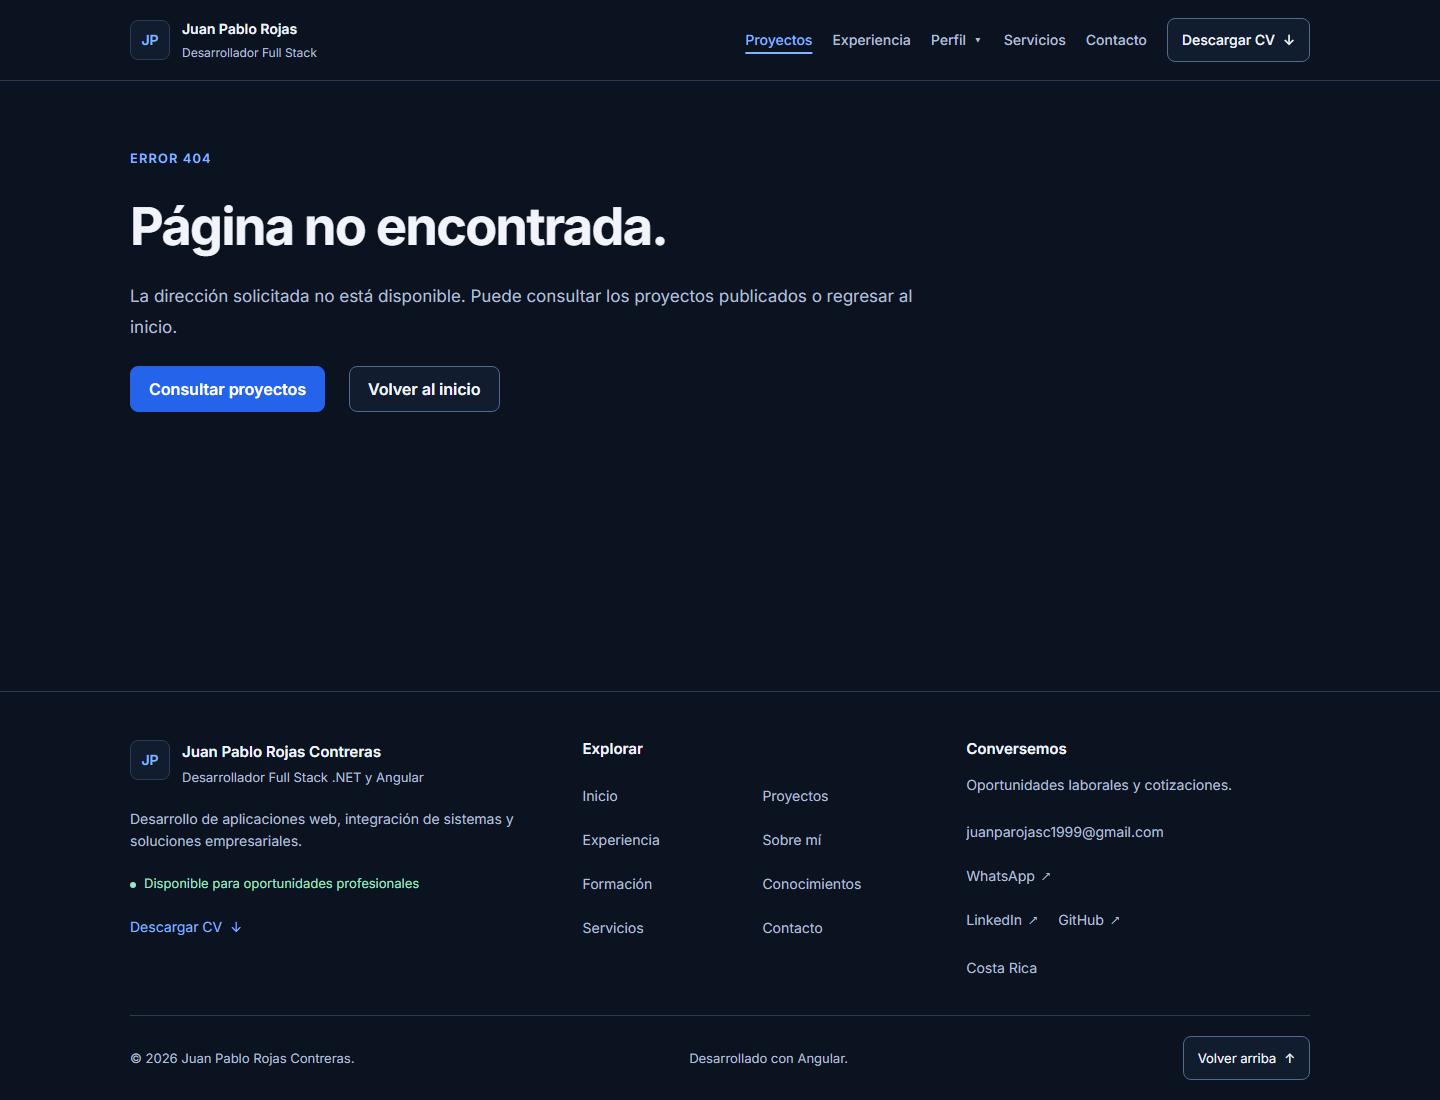 JP
Juan Pablo Rojas
Desarrollador Full Stack
Proyectos
Experiencia
Perfil ▾
Servicios
Contacto
Descargar CV ↓
ERROR 404
Página no encontrada.
La dirección solicitada no está disponible. Puede consultar los proyectos publicados o regresar al
inicio.
Consultar proyectos
Volver al inicio
JP
Juan Pablo Rojas Contreras
Desarrollador Full Stack .NET y Angular
Desarrollo de aplicaciones web, integración de sistemas y
soluciones empresariales.
Disponible para oportunidades profesionales
Descargar CV ↓
Explorar
Inicio
Proyectos
Experiencia
Sobre mí
Formación
Conocimientos
Servicios
Contacto
Conversemos
Oportunidades laborales y cotizaciones.
juanparojasc1999@gmail.com
WhatsApp ↗
LinkedIn ↗
GitHub ↗
Costa Rica
© 2026 Juan Pablo Rojas Contreras.
Desarrollado con Angular.
Volver arriba ↑